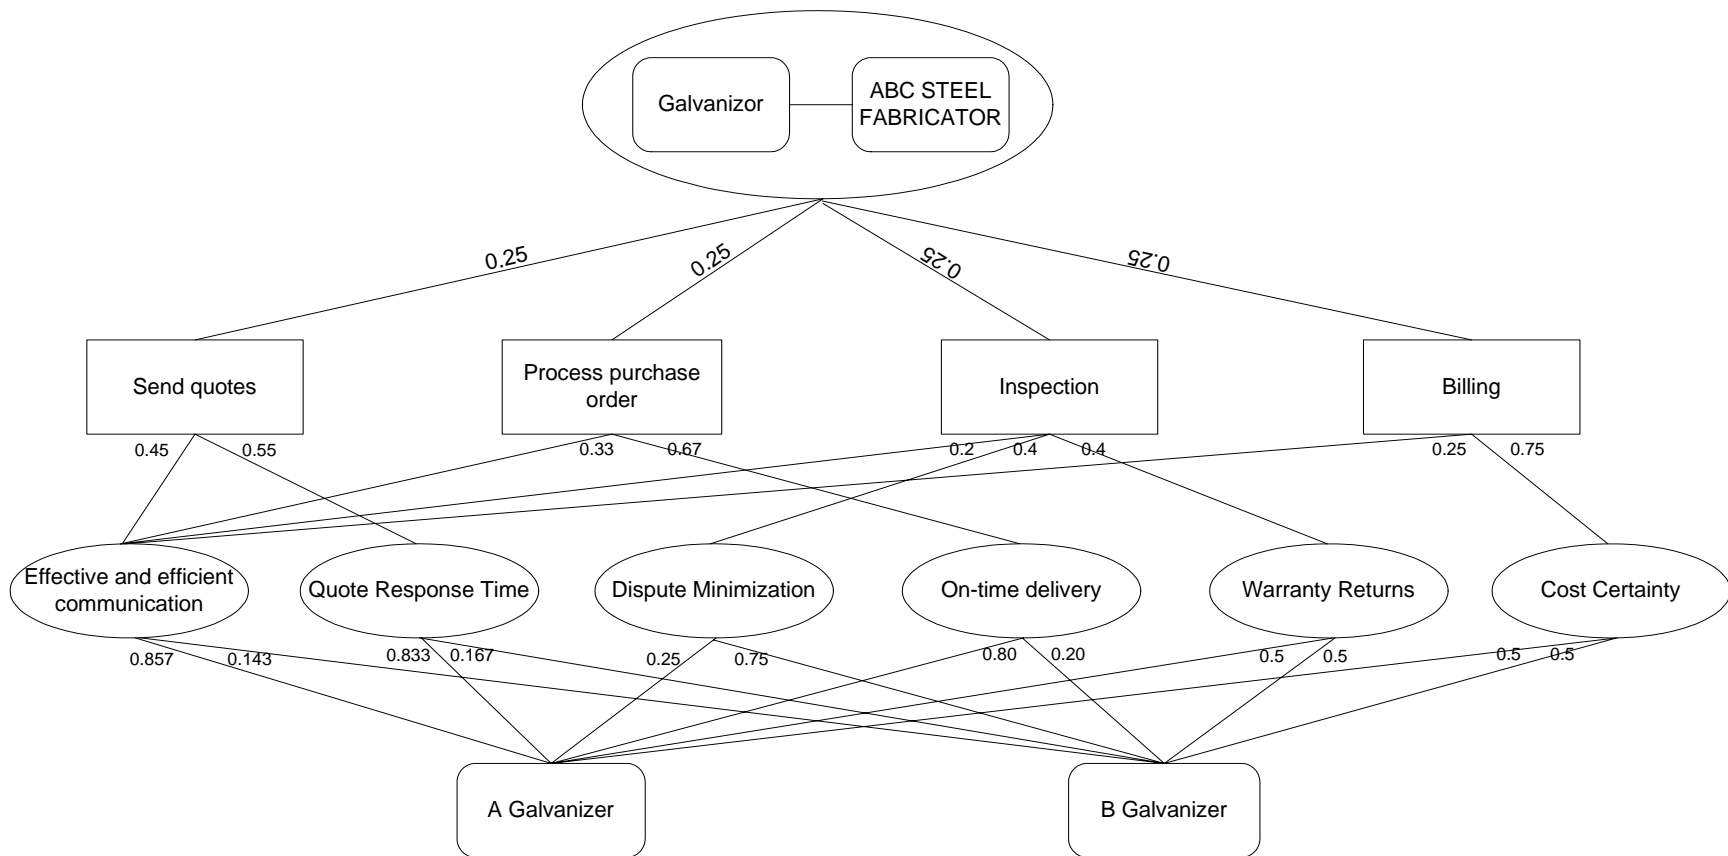 Galvanizor
ABC STEEL
FABRICATOR
0.25
0.25
0.25
0.25
Send quotes
Process purchase
order
Inspection
Billing
0.45
0.55
0.33
0.67
0.2
0.4
0.4
0.25
0.75
Effective and efficient
communication
Quote Response Time
Dispute Minimization
On-time delivery
Warranty Returns
Cost Certainty
0.857
0.143
0.833
0.167
0.25
0.75
0.80
0.20
0.5
0.5
0.5
0.5
A Galvanizer
B Galvanizer